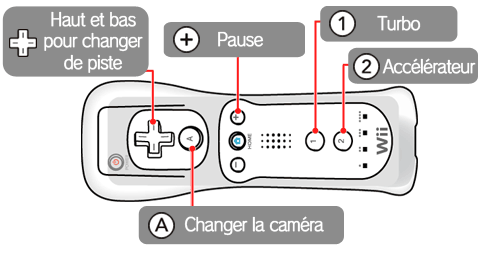 Haut et bas
pour changer
de piste
+ Pause
1 Turbo
2 Accélérateur
A
HOME
1
2
Wii
A Changer la caméra